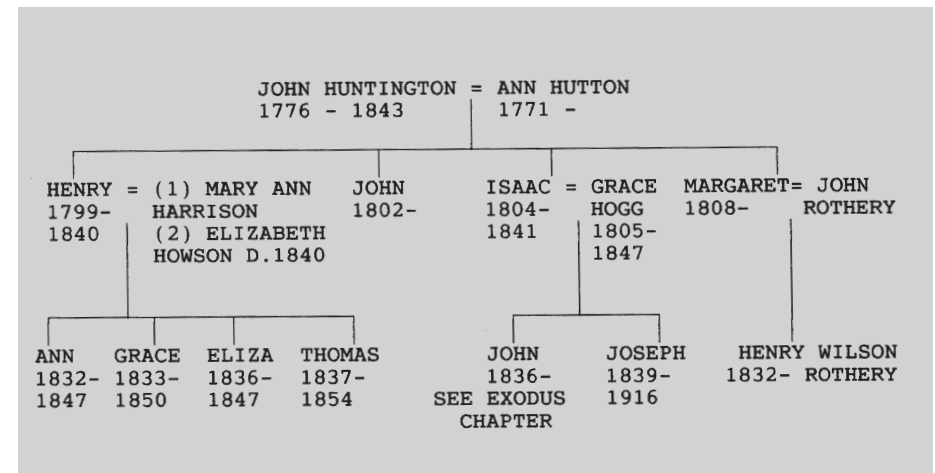 JOHN HUNTINGTON = ANN HUTTON
1776 - 1843 1771 -
HENRY = (1) MARY ANN JOHN ISAAC = GRACE MARGARET= JOHN
1799- HARRISON 1802- 1804- HOGG 1808- ROTHERY
1840 (2) ELIZABETH 1841 1805-
HOWSON D.1840 1847
ANN GRACE ELIZA THOMAS JOHN JOSEPH HENRY WILSON
1832- 1833- 1836- 1837- 1836- 1839- 1832- ROTHERY
1847 1850 1847 1854 SEE EXODUS 1916
CHAPTER